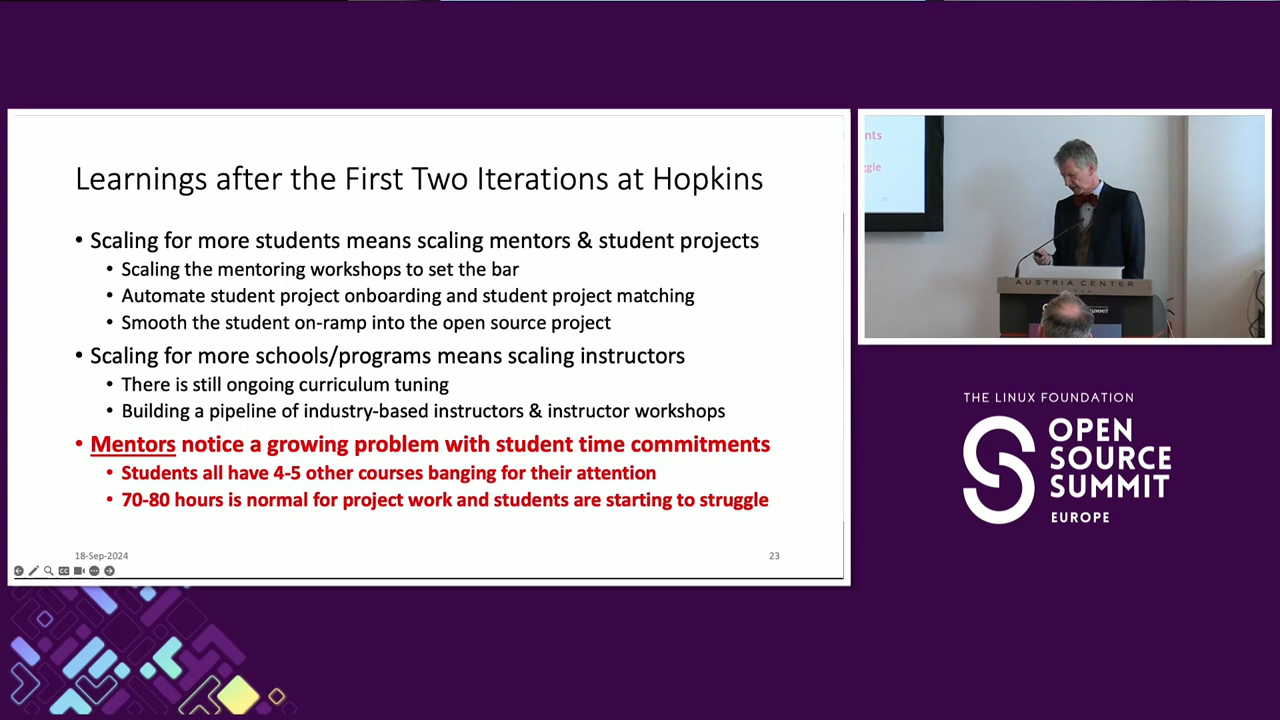 Learnings after the First Two Iterations at Hopkins
• Scaling for more students means scaling mentors & student projects
• Scaling the mentoring workshops to set the bar
• Automate student project onboarding and student project matching
• Smooth the student on-ramp into the open source project
• Scaling for more schools/programs means scaling instructors
• There is still ongoing curriculum tuning
• Building a pipeline of industry-based instructors & instructor workshops
• Mentors notice a growing problem with student time commitments
• Students all have 4-5 other courses banging for their attention
• 70-80 hours is normal for project work and students are starting to struggle
18-Sep-2024
23
nts
ggle
23
AUSTRIA CENTER
SUMMIT
THE LINUX FOUNDATION
OPEN
SOURCE
SUMMIT
EUROPE